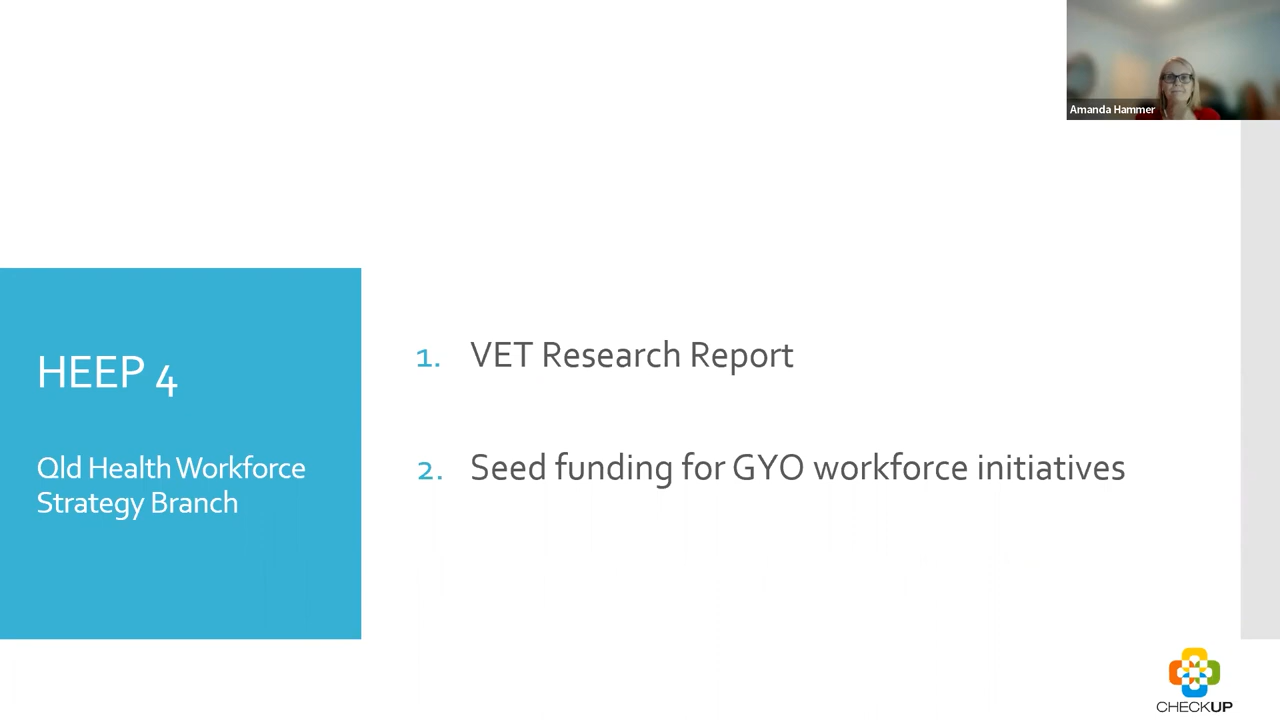 Amanda Hammer
HEEP 4
Qld Health Workforce
Strategy Branch
1. VET Research Report
2. Seed funding for GYO workforce initiatives
CHECKUP